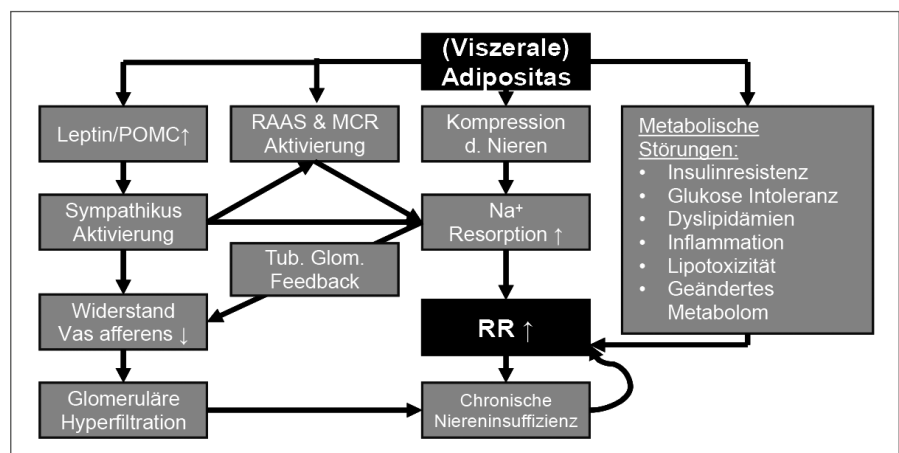 (Viszerale)
Adipositas
Leptin/POMC↑
RAAS & MCR
Aktivierung
Kompression
d. Nieren
Metabolische
Störungen:
• Insulinresistenz
• Glukose Intoleranz
• Dyslipidämien
• Inflammation
• Lipotoxizität
• Geändertes
Metabolom
Sympathikus
Aktivierung
Na⁺
Resorption ↑
Tub. Glom.
Feedback
Widerstand
Vas afferens ↓
RR ↑
Glomeruläre
Hyperfiltration
Chronische
Niereninsuffizienz